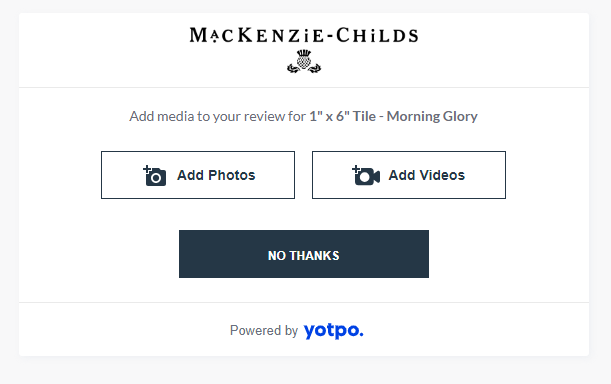 MACKENZiE-CHiLDS
Add media to your review for 1" x 6" Tile - Morning Glory
Add Photos
Add Videos
NO THANKS
Powered by yotpo.